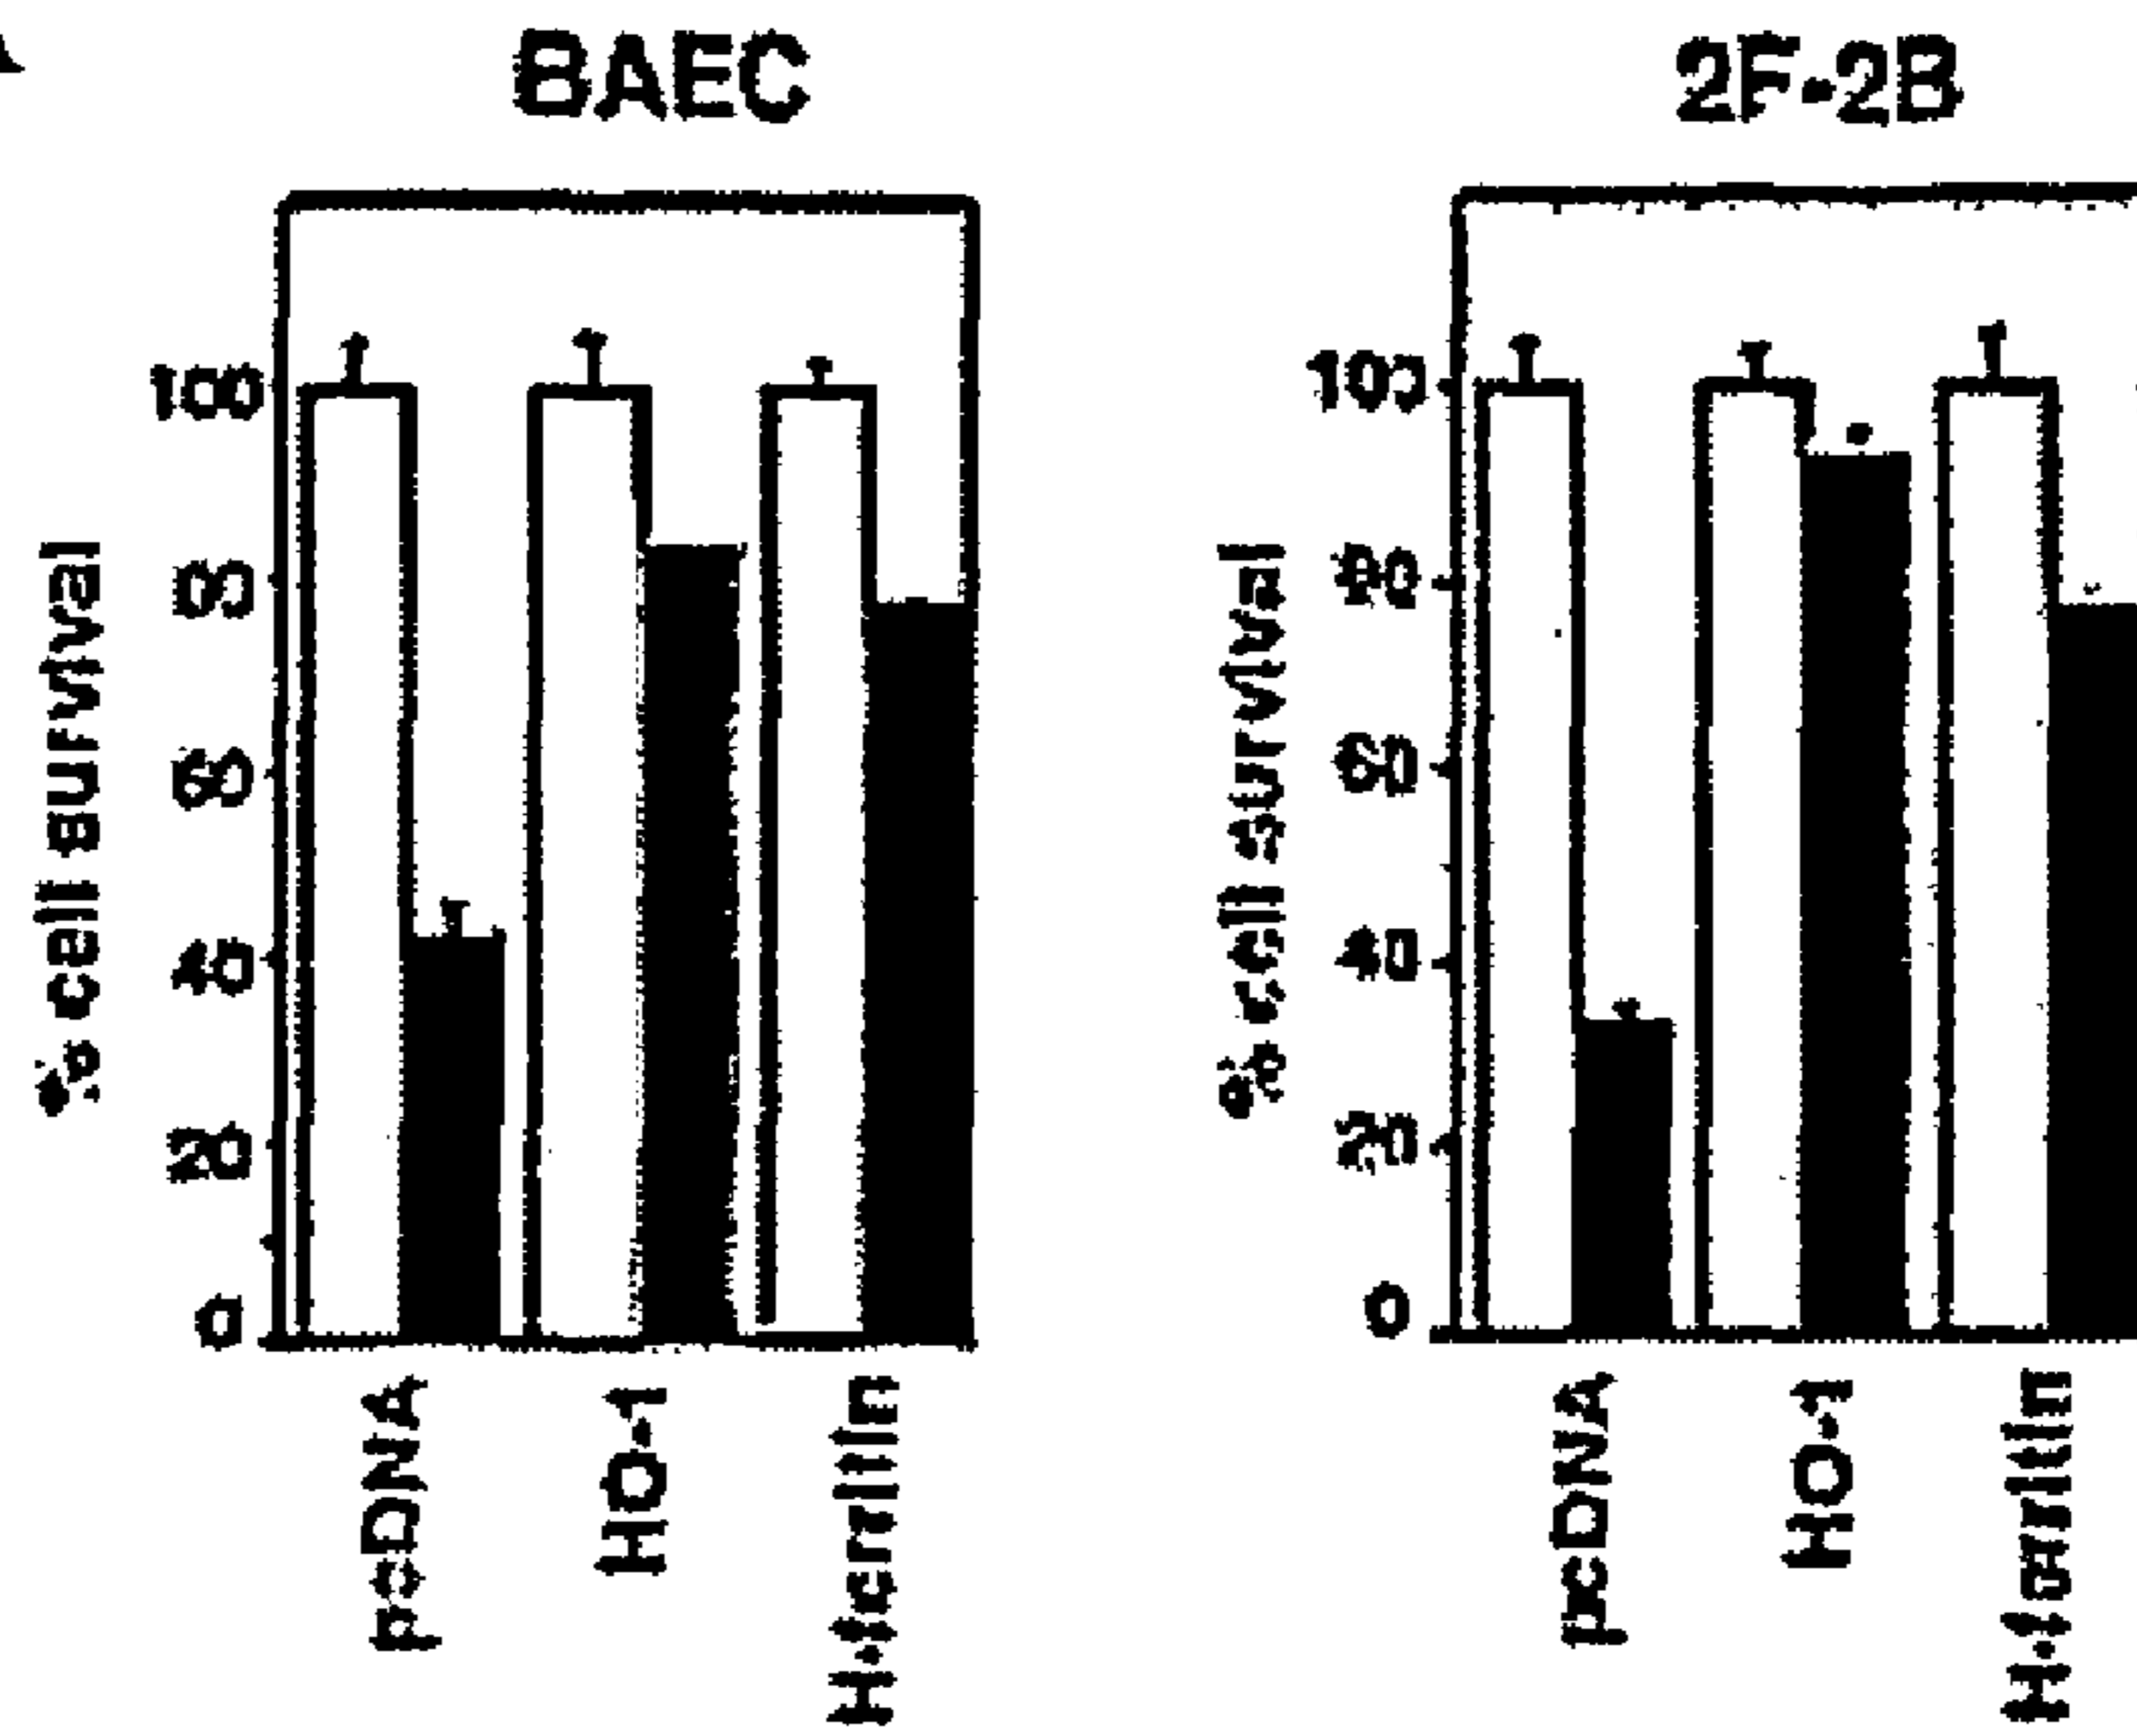 BAEC
2F-2B
% cell survival
100
80
60
40
20
0
pcDNA
HO-1
H-ferritin
% cell survival
100
80
60
40
20
0
pcDNA
HO-1
H-ferritin